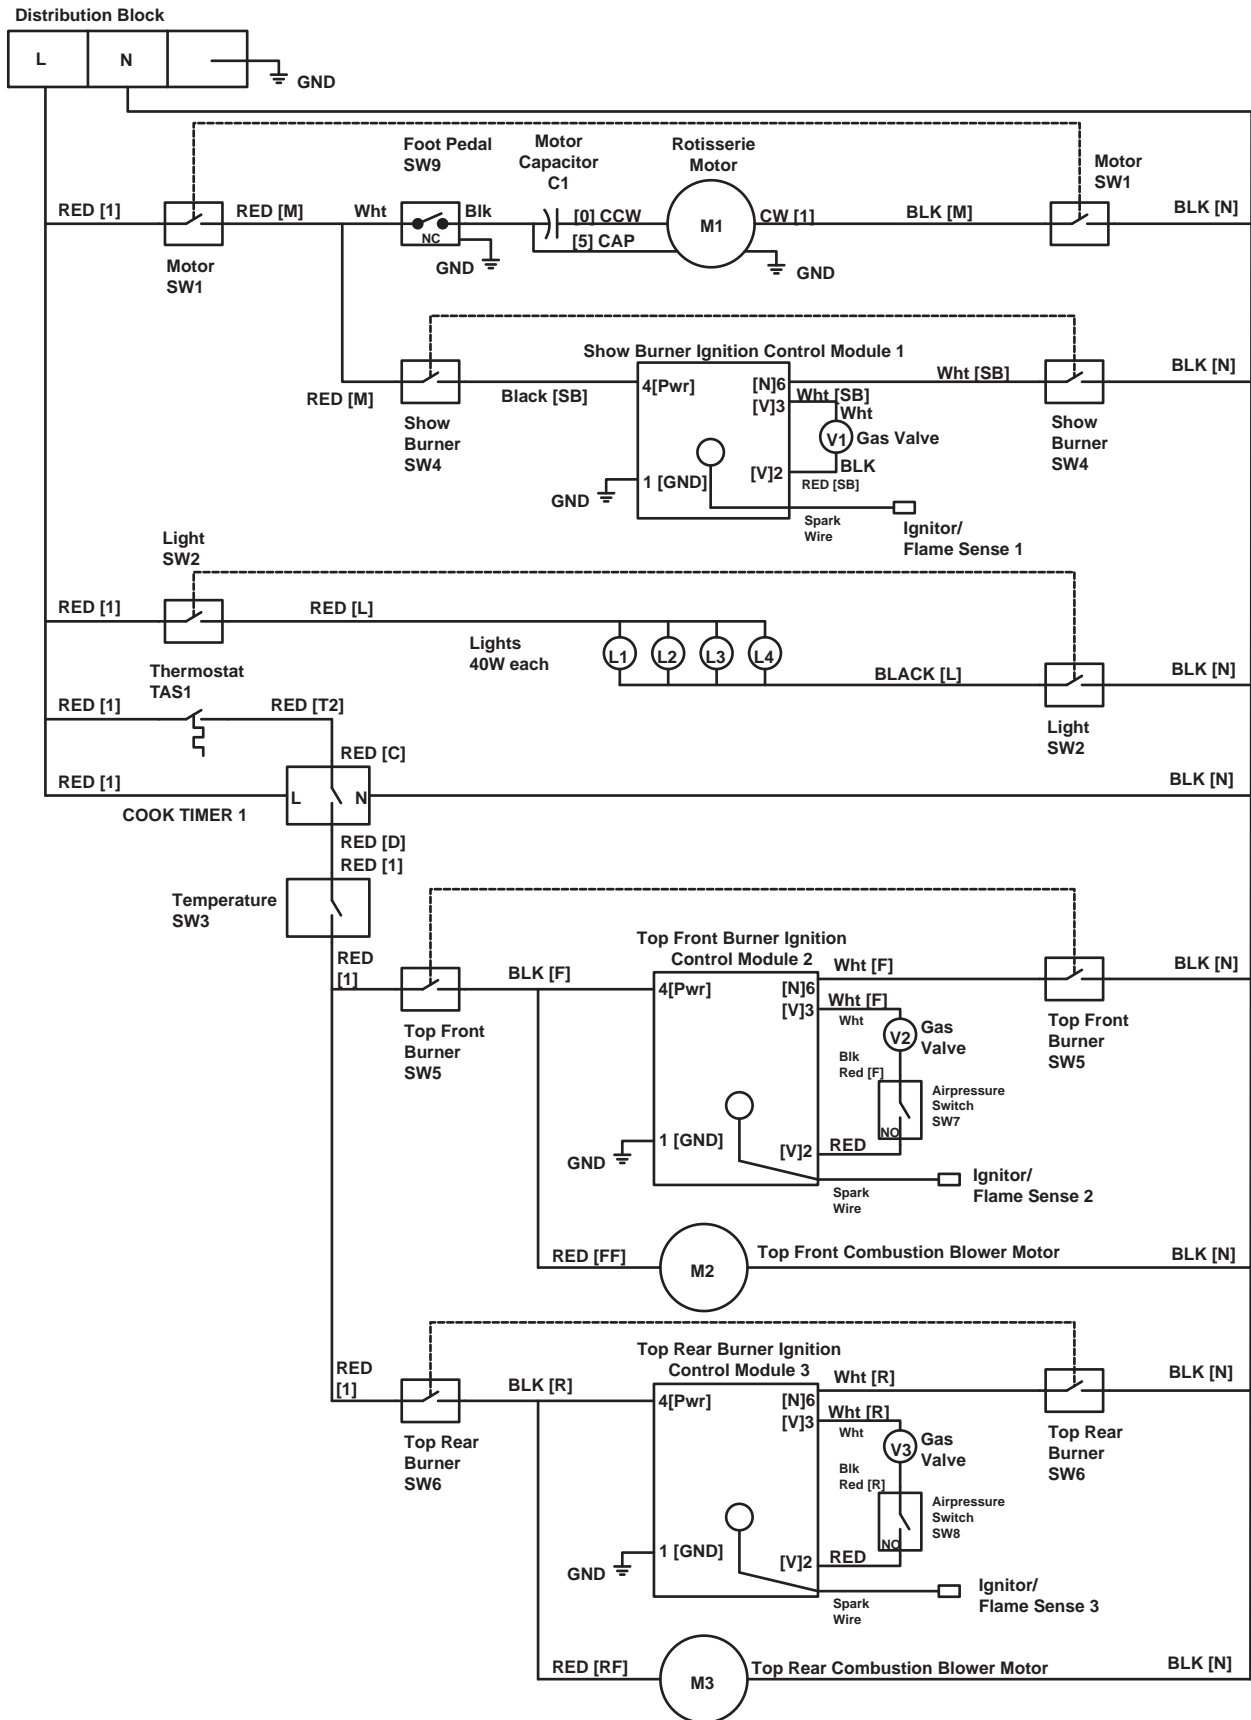 Distribution Block
L
N
GND
RED [1]
Motor
SW1
RED [M]
Wht
Foot Pedal
SW9
NC
Blk
GND
Motor
Capacitor
C1
[0] CCW
[5] CAP
Rotisserie
Motor
M1
CW [1]
GND
BLK [M]
Motor
SW1
BLK [N]
RED [M]
Show
Burner
SW4
Black [SB]
Show Burner Ignition Control Module 1
4[Pwr]
[N]6
[V]3
[V]2
1 [GND]
GND
Wht [SB]
Wht [SB]
Wht
V1
Gas Valve
BLK
RED [SB]
Spark
Wire
Ignitor/
Flame Sense 1
Show
Burner
SW4
BLK [N]
Light
SW2
RED [1]
RED [L]
Lights
40W each
L1
L2
L3
L4
BLACK [L]
Light
SW2
BLK [N]
Thermostat
TAS1
RED [1]
RED [T2]
RED [C]
RED [1]
L
N
COOK TIMER 1
BLK [N]
RED [D]
RED [1]
Temperature
SW3
RED
[1]
Top Front
Burner
SW5
BLK [F]
Top Front Burner Ignition
Control Module 2
4[Pwr]
[N]6
[V]3
1 [GND]
[V]2
GND
Wht [F]
Wht [F]
Wht
V2
Gas
Valve
Blk
Red [F]
Airpressure
Switch
SW7
NO
RED
Spark
Wire
Ignitor/
Flame Sense 2
Top Front
Burner
SW5
BLK [N]
RED [FF]
M2
Top Front Combustion Blower Motor
BLK [N]
RED
[1]
Top Rear
Burner
SW6
BLK [R]
Top Rear Burner Ignition
Control Module 3
4[Pwr]
[N]6
[V]3
1 [GND]
[V]2
GND
Wht [R]
Wht [R]
Wht
V3
Gas
Valve
Blk
Red [R]
Airpressure
Switch
SW8
NO
RED
Spark
Wire
Ignitor/
Flame Sense 3
Top Rear
Burner
SW6
BLK [N]
RED [RF]
M3
Top Rear Combustion Blower Motor
BLK [N]